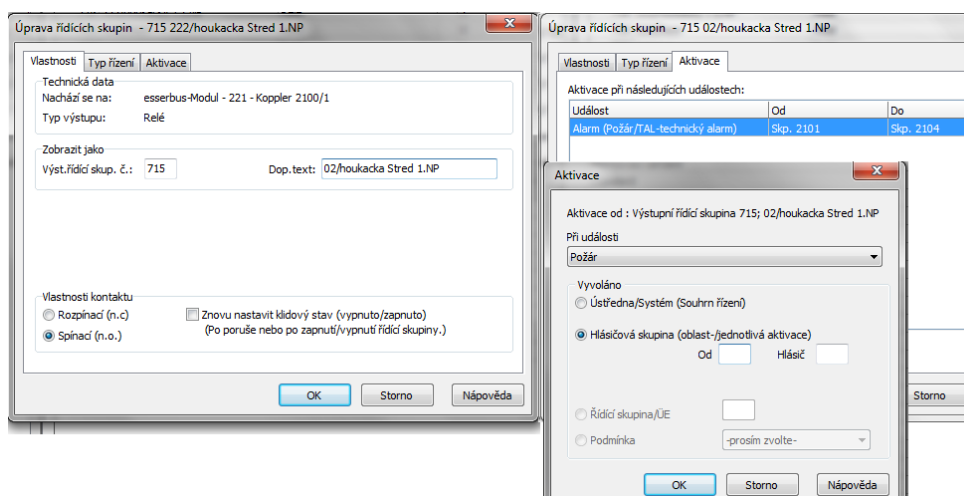 Úprava řídících skupin - 715 222/houkacka Stred 1.NP
Vlastnosti Typ řízení Aktivace
Technická data
Nachází se na: esserbus-Modul - 221 - Koppler 2100/1
Typ výstupu: Relé
Zobrazit jako
Výst.řídící skup. č.: 715 Dop.text: 02/houkacka Stred 1.NP
Vlastnosti kontaktu
Rozpínací (n.c)
Spínací (n.o.)
Znovu nastavit klidový stav (vypnuto/zapnuto)
(Po poruše nebo po zapnutí/vypnutí řídící skupiny.)
OK Storno Nápověda
Úprava řídících skupin - 715 02/houkacka Stred 1.NP
Vlastnosti Typ řízení Aktivace
Aktivace při následujících událostech:
Událost Od Do
Alarm (Požár/TAL-technický alarm) Skp. 2101 Skp. 2104
Storno
Aktivace
Aktivace od : Výstupní řídící skupina 715; 02/houkacka Stred 1.NP
Při události
Požár
Vyvoláno
Ústředna/Systém (Souhrn řízení)
Hlásičová skupina (oblast-/jednotlivá aktivace)
Od Hlásič
Řídící skupina/ÜE
Podmínka -prosím zvolte-
OK Storno Nápověda